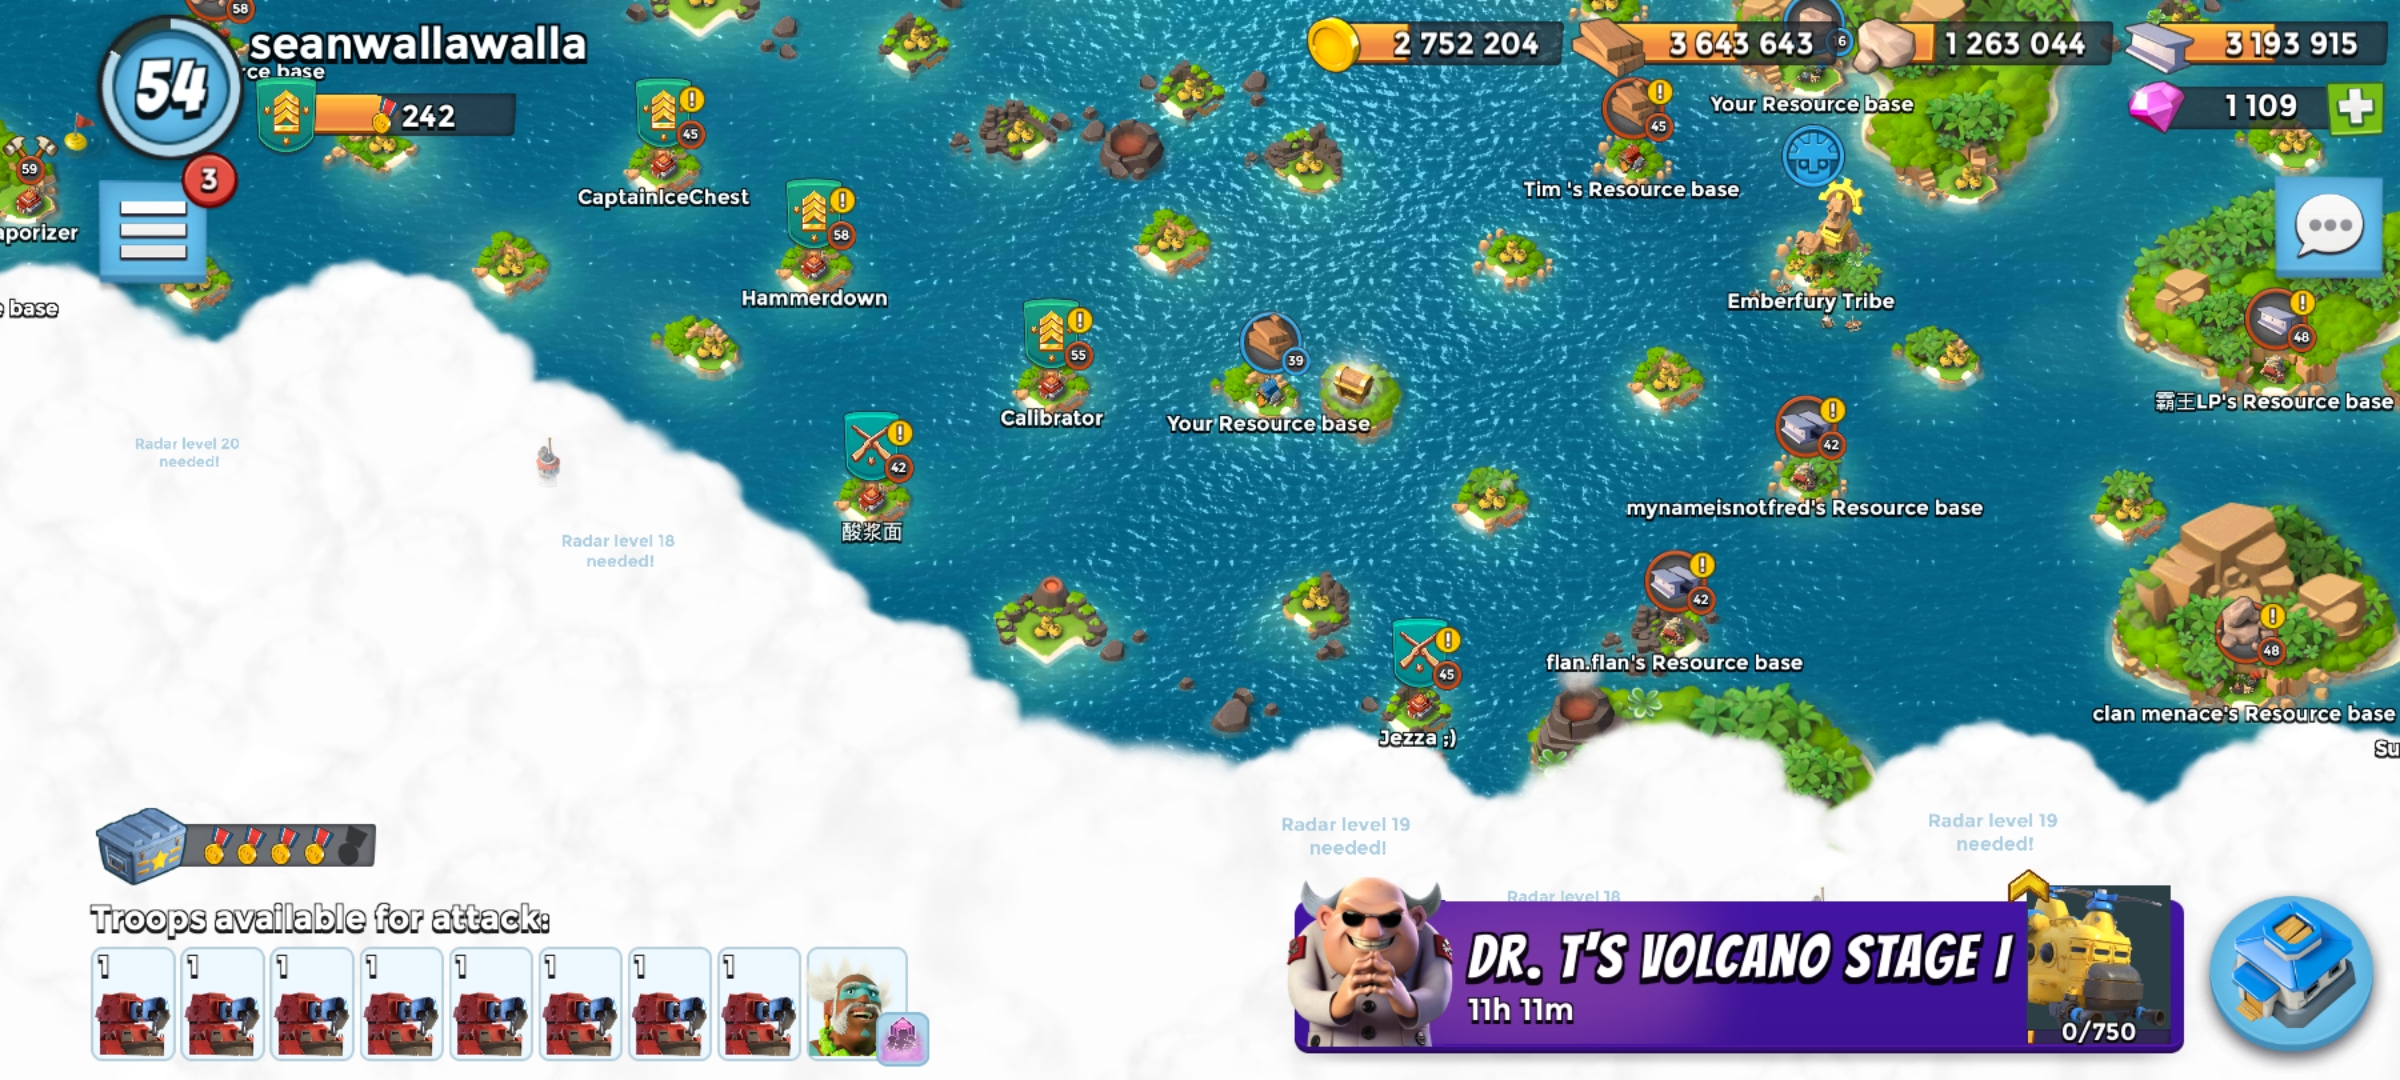 58
seanwallawalla
ce base
54
242
3
2 752 204
3 643 643
6
1 263 044
3 193 915
1 109
Your Resource base
45
Tim 's Resource base
45
CaptainIceChest
59
aporizer
58
Hammerdown
Emberfury Tribe
e base
55
Calibrator
39
Your Resource base
48
霸王LP's Resource base
42
mynameisnotfred's Resource base
42
酸浆面
Radar level 20
needed!
Radar level 18
needed!
42
flan.flan's Resource base
45
Jezza ;)
48
clan menace's Resource base
Su
Radar level 19
needed!
Radar level 19
needed!
Radar level 18
Troops available for attack:
1 1 1 1 1 1 1 1
DR. T'S VOLCANO STAGE I
11h 11m
0/750